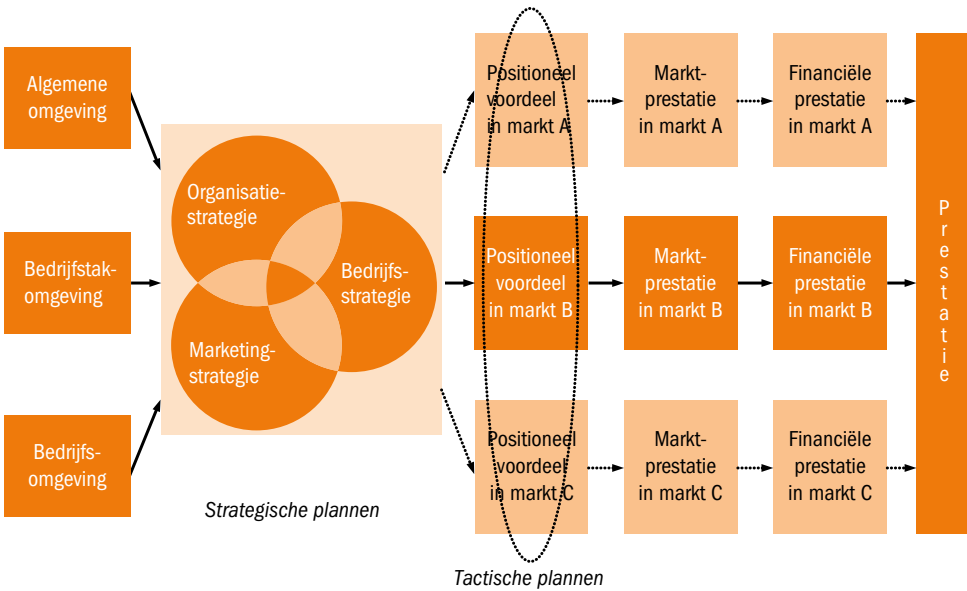 Algemene
omgeving
Bedrijfstak-
omgeving
Bedrijfs-
omgeving
Organisatie-
strategie
Bedrijfs-
strategie
Marketing-
strategie
Strategische plannen
Positioneel
voordeel
in markt A
Markt-
prestatie
in markt A
Financiële
prestatie
in markt A
Positioneel
voordeel
in markt B
Markt-
prestatie
in markt B
Financiële
prestatie
in markt B
Positioneel
voordeel
in markt C
Markt-
prestatie
in markt C
Financiële
prestatie
in markt C
Tactische plannen
Prestatie